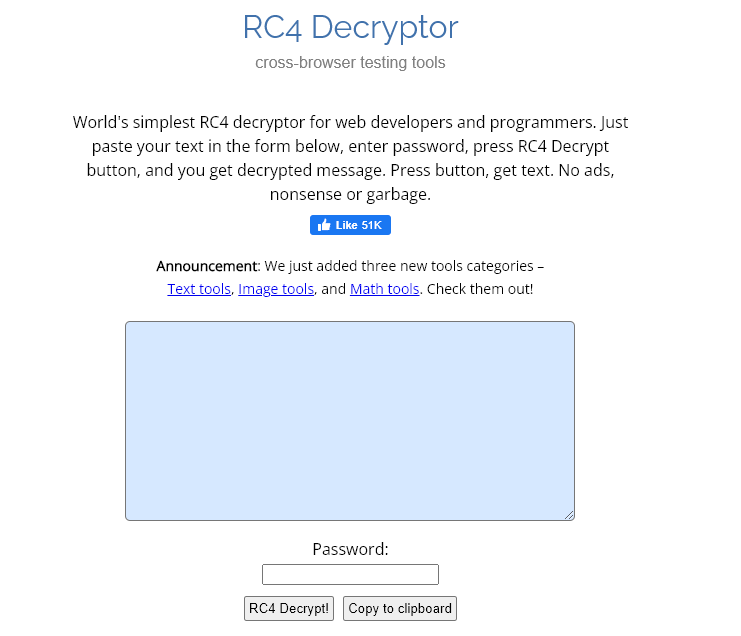 RC4 Decryptor
cross-browser testing tools
World's simplest RC4 decryptor for web developers and programmers. Just
paste your text in the form below, enter password, press RC4 Decrypt
button, and you get decrypted message. Press button, get text. No ads,
nonsense or garbage.
Like 51K
Announcement: We just added three new tools categories –
Text tools, Image tools, and Math tools. Check them out!
Password:
RC4 Decrypt! Copy to clipboard